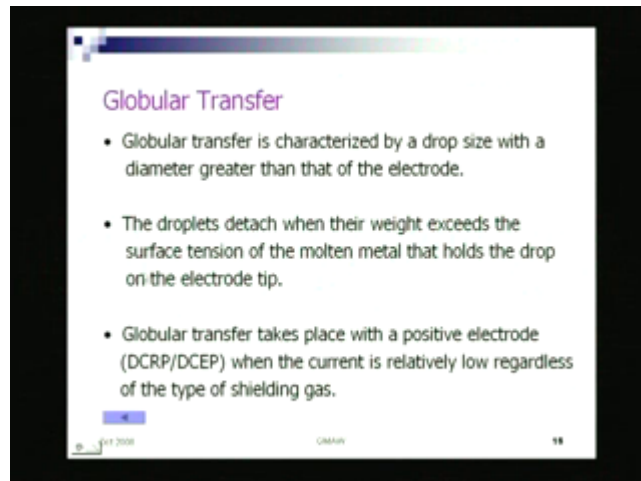 Globular Transfer
• Globular transfer is characterized by a drop size with a
diameter greater than that of the electrode.
• The droplets detach when their weight exceeds the
surface tension of the molten metal that holds the drop
on the electrode tip.
• Globular transfer takes place with a positive electrode
(DCRP/DCEP) when the current is relatively low regardless
of the type of shielding gas.
GMAW